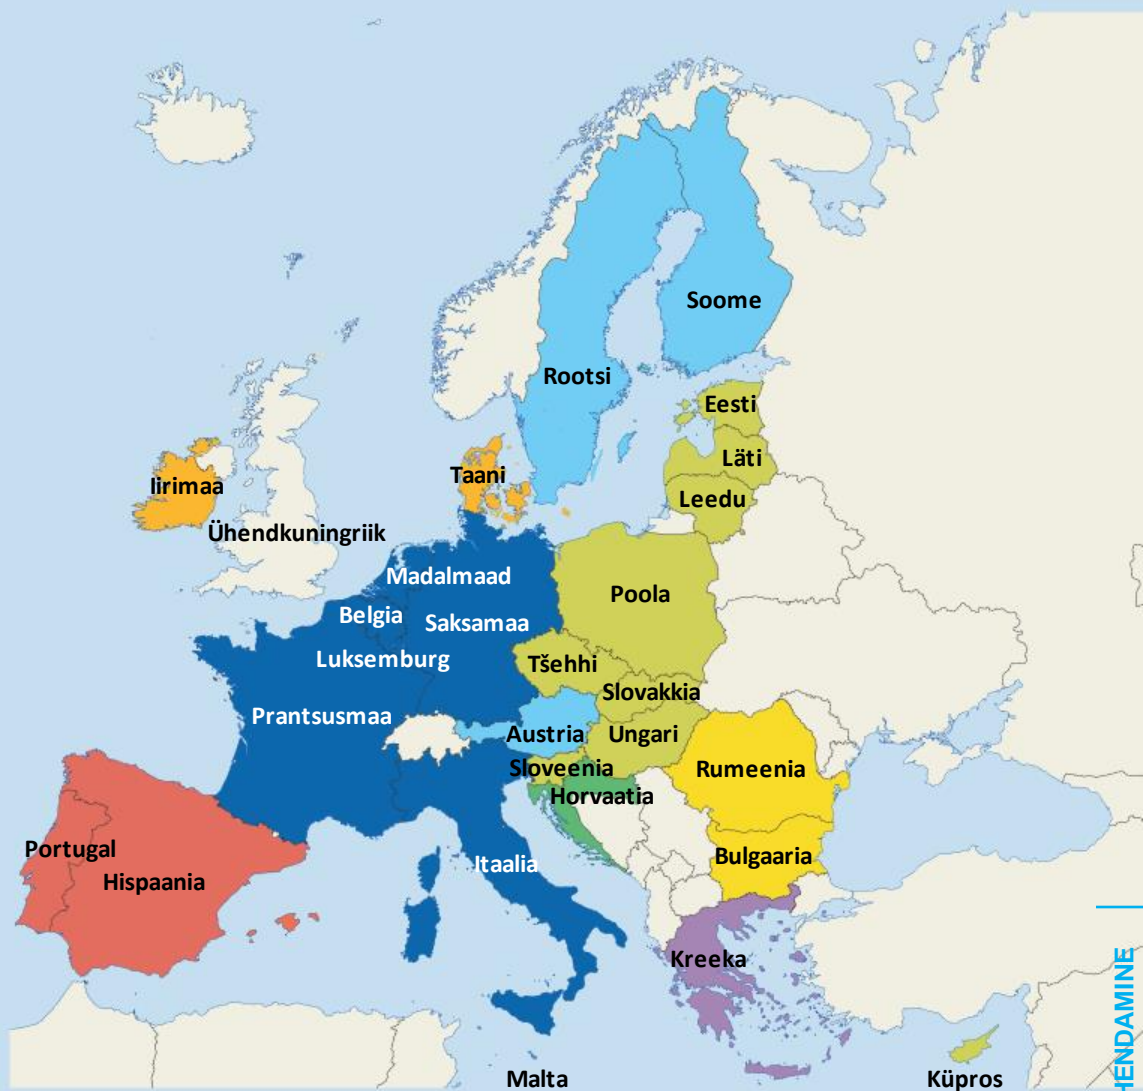 Soome
Rootsi
Eesti
Läti
Leedu
Iirimaa
Taani
Ühendkuningriik
Madalmaad
Poola
Belgia
Saksamaa
Luksemburg
Tšehhi
Slovakkia
Prantsusmaa
Austria
Ungari
Sloveenia
Rumeenia
Horvaatia
Portugal
Hispaania
Itaalia
Bulgaaria
Kreeka
HENDAMINE
Malta
Küpros